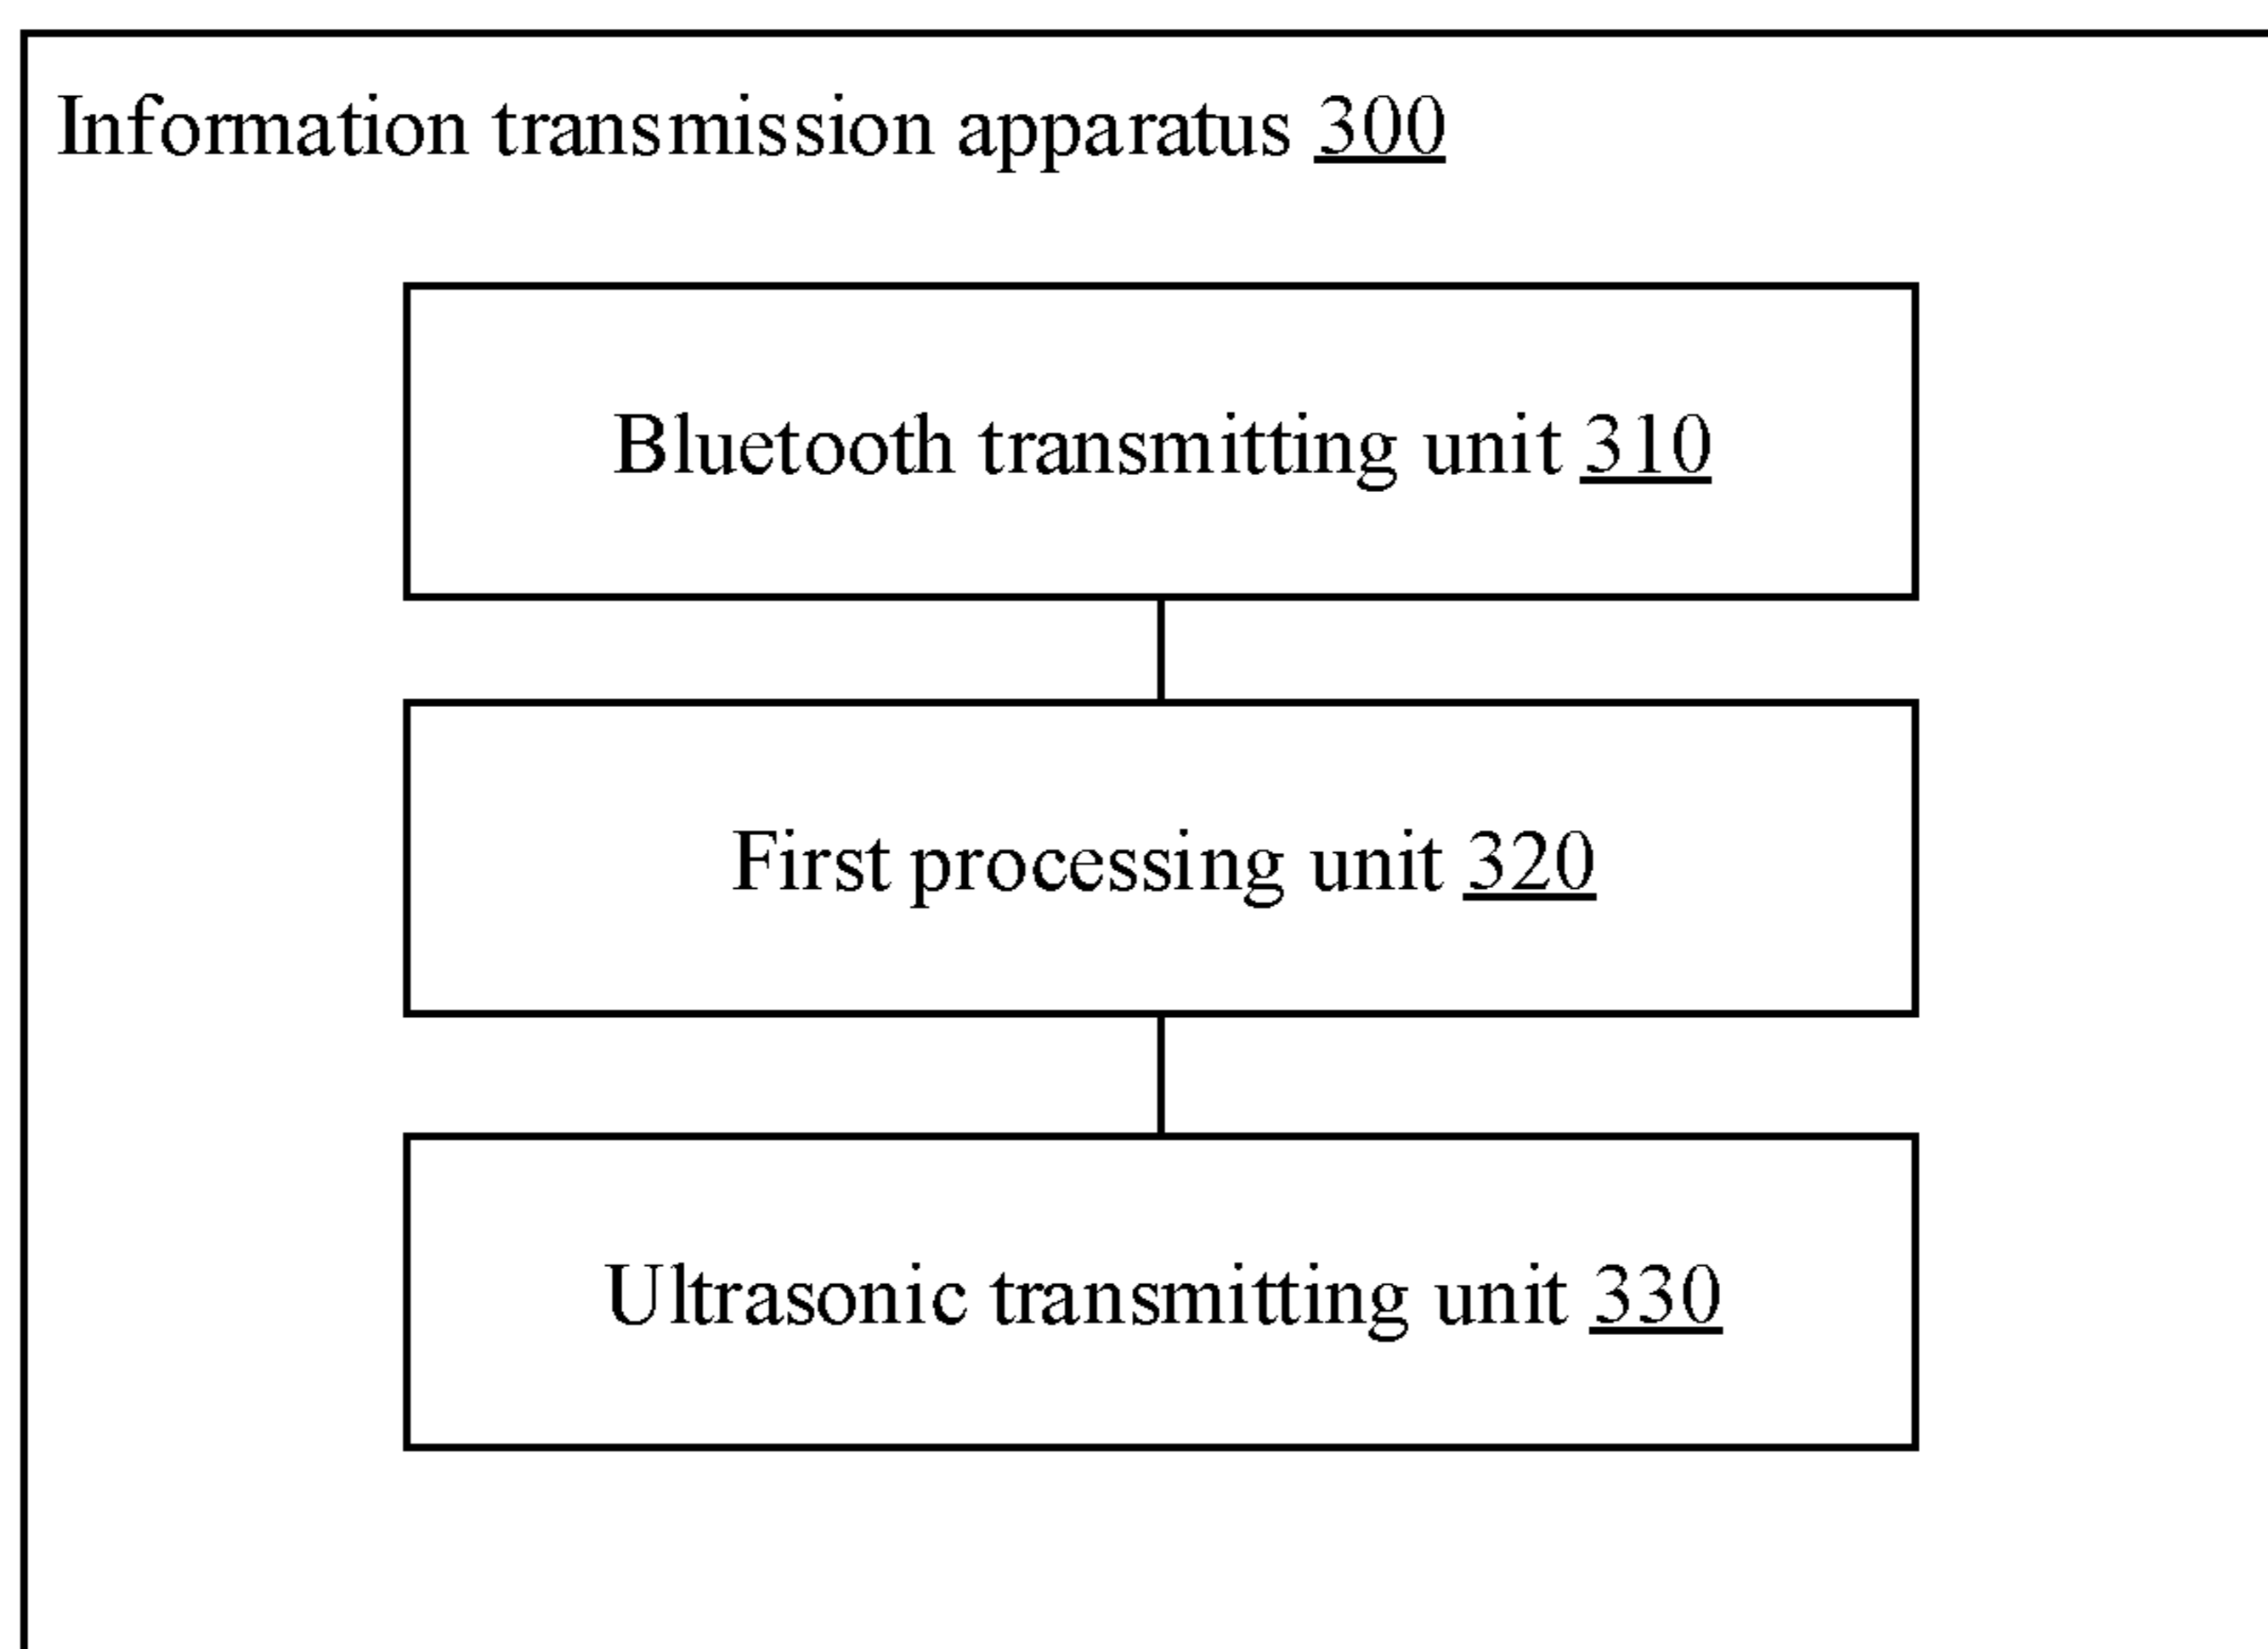 Information transmission apparatus 300
Bluetooth transmitting unit 310
First processing unit 320
Ultrasonic transmitting unit 330